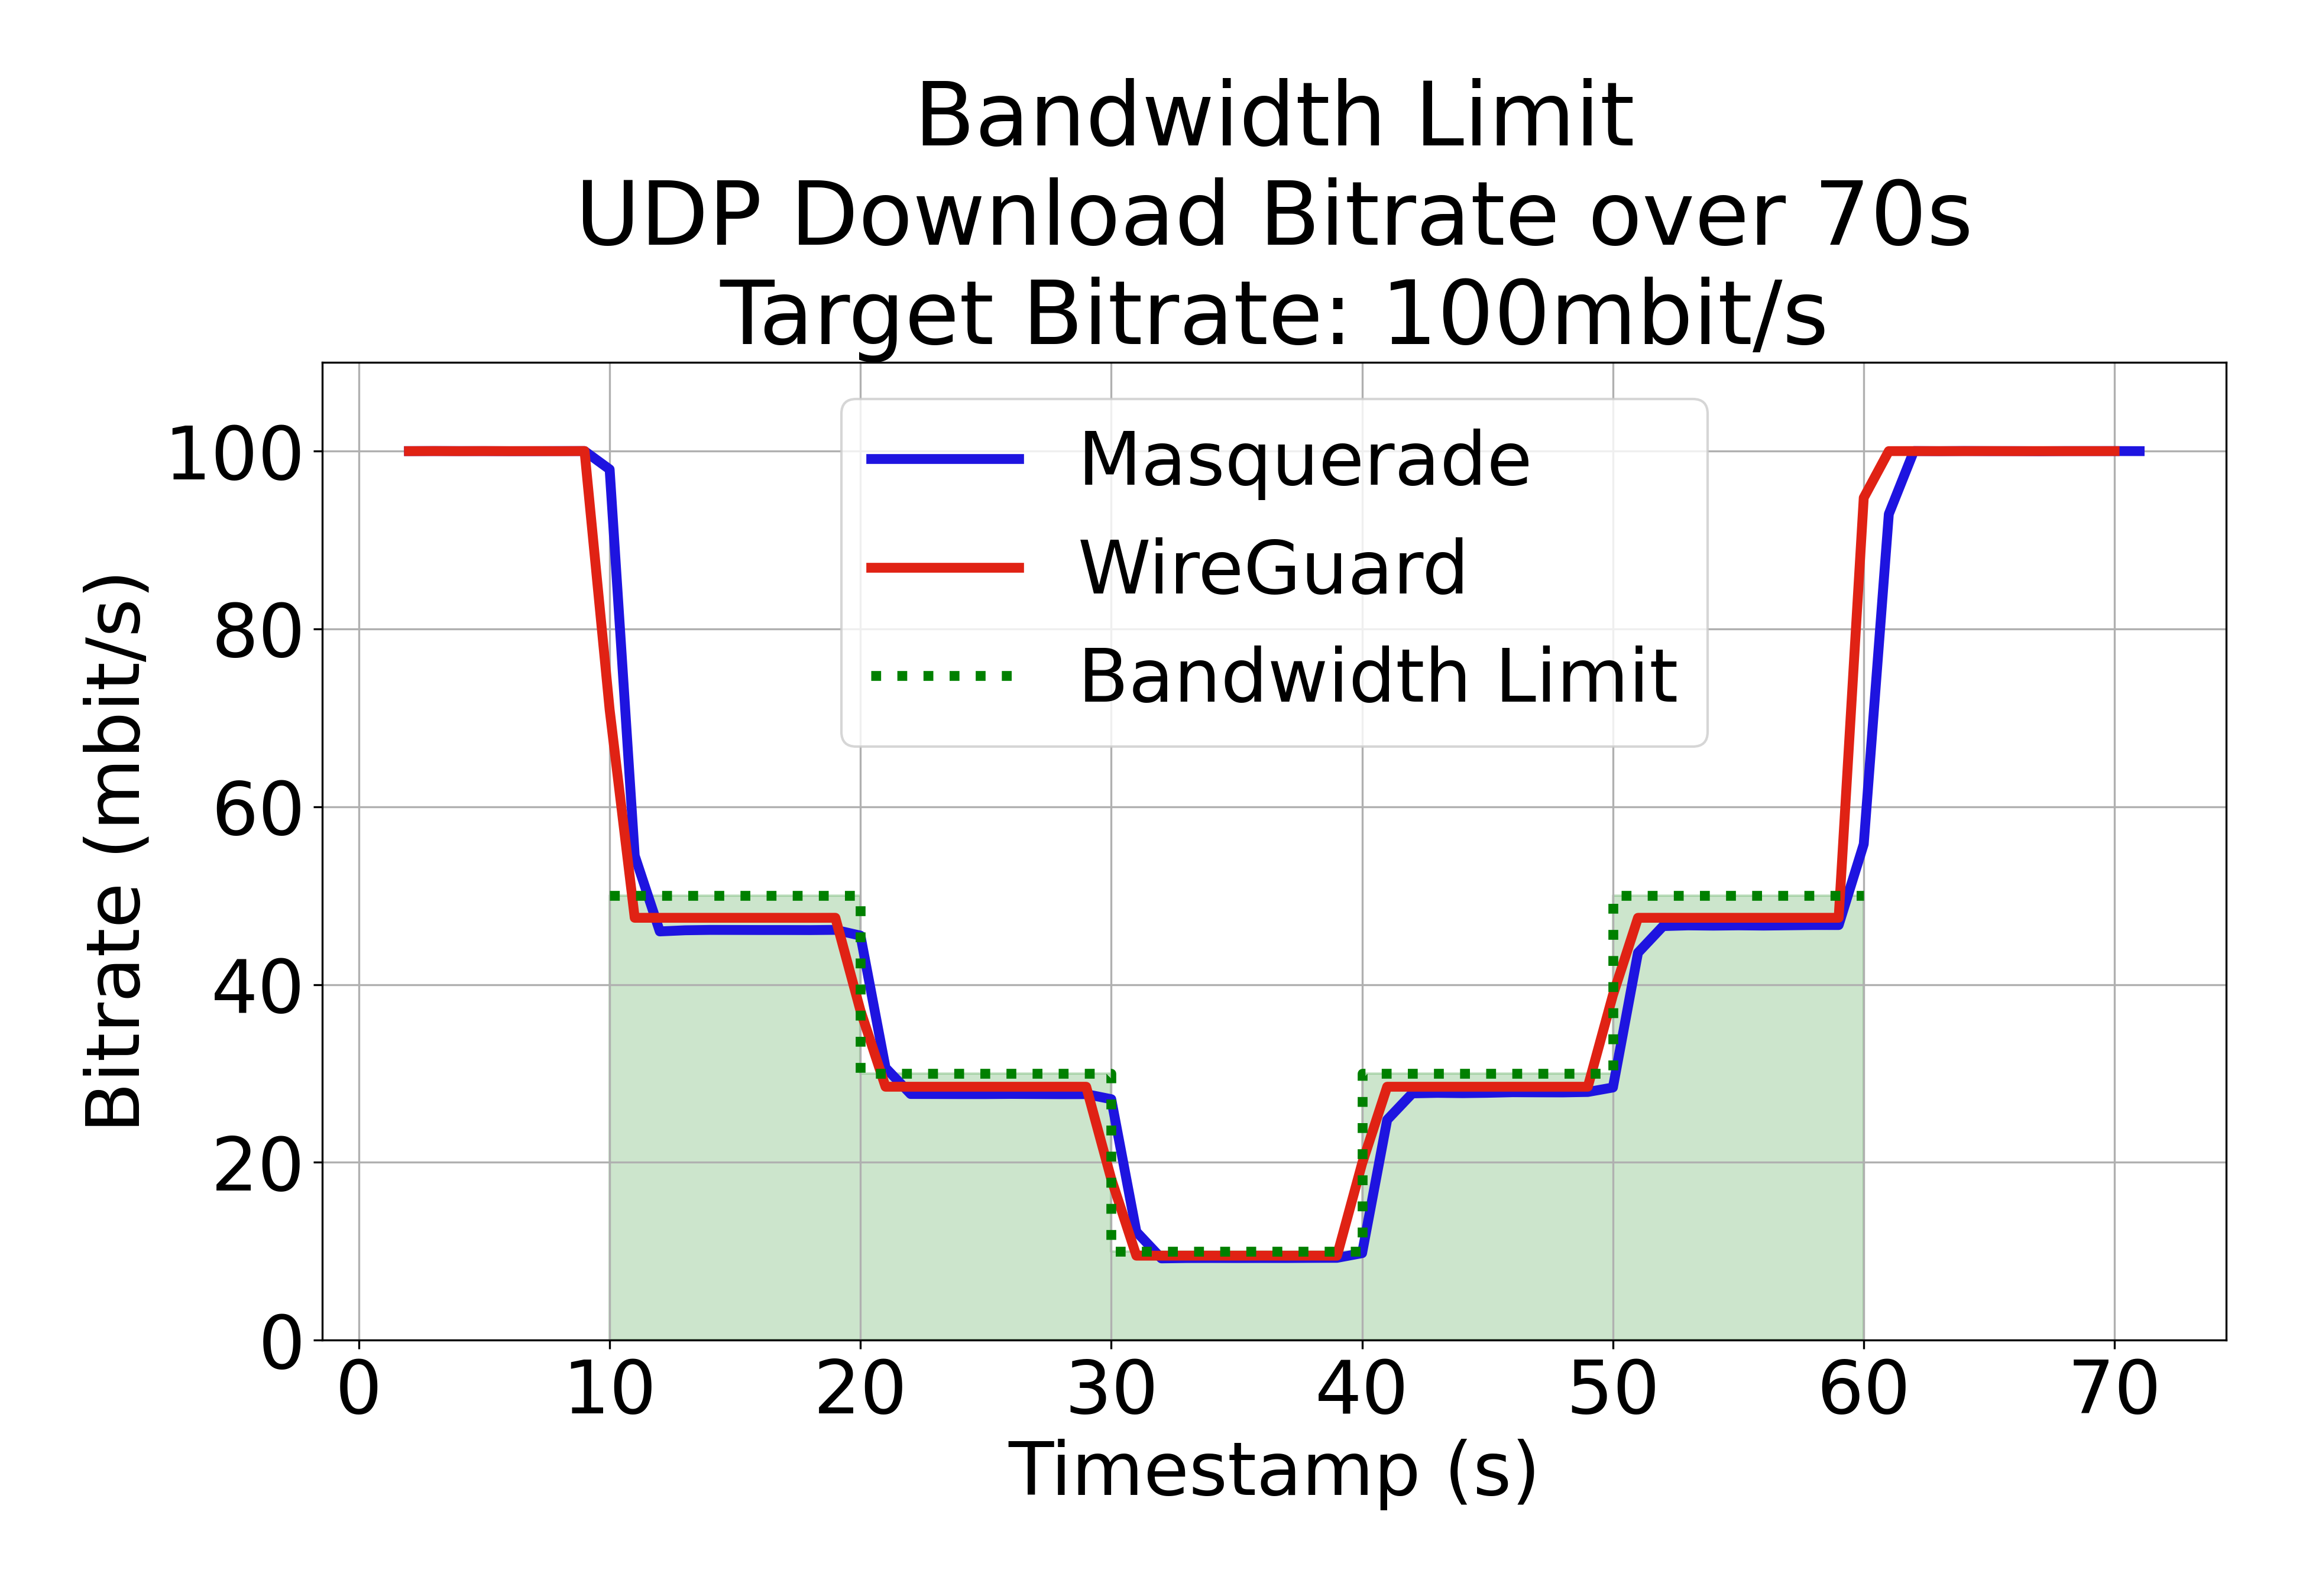 Bandwidth Limit
UDP Download Bitrate over 70s
Target Bitrate: 100mbit/s
Masquerade
WireGuard
Bandwidth Limit
Bitrate (mbit/s)
100
80
60
40
20
0
0 10 20 30 40 50 60 70
Timestamp (s)